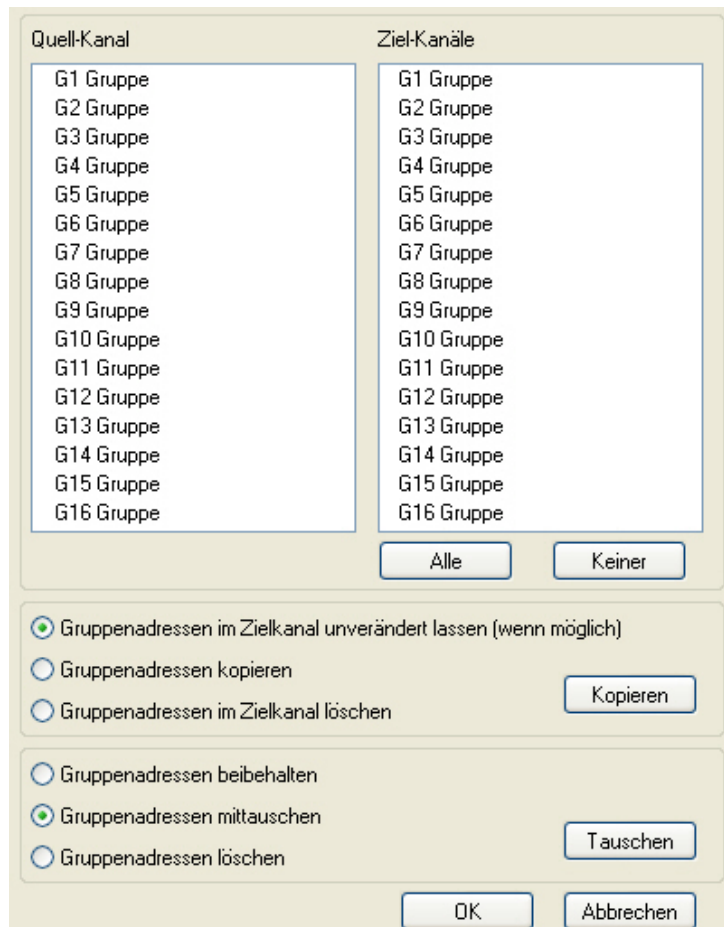 Quell-Kanal
G1 Gruppe
G2 Gruppe
G3 Gruppe
G4 Gruppe
G5 Gruppe
G6 Gruppe
G7 Gruppe
G8 Gruppe
G9 Gruppe
G10 Gruppe
G11 Gruppe
G12 Gruppe
G13 Gruppe
G14 Gruppe
G15 Gruppe
G16 Gruppe
Ziel-Kanäle
G1 Gruppe
G2 Gruppe
G3 Gruppe
G4 Gruppe
G5 Gruppe
G6 Gruppe
G7 Gruppe
G8 Gruppe
G9 Gruppe
G10 Gruppe
G11 Gruppe
G12 Gruppe
G13 Gruppe
G14 Gruppe
G15 Gruppe
G16 Gruppe
Alle
Keiner
Gruppenadressen im Zielkanal unverändert lassen (wenn möglich)
Gruppenadressen kopieren
Gruppenadressen im Zielkanal löschen
Kopieren
Gruppenadressen beibehalten
Gruppenadressen mittauschen
Gruppenadressen löschen
Tauschen
OK
Abbrechen